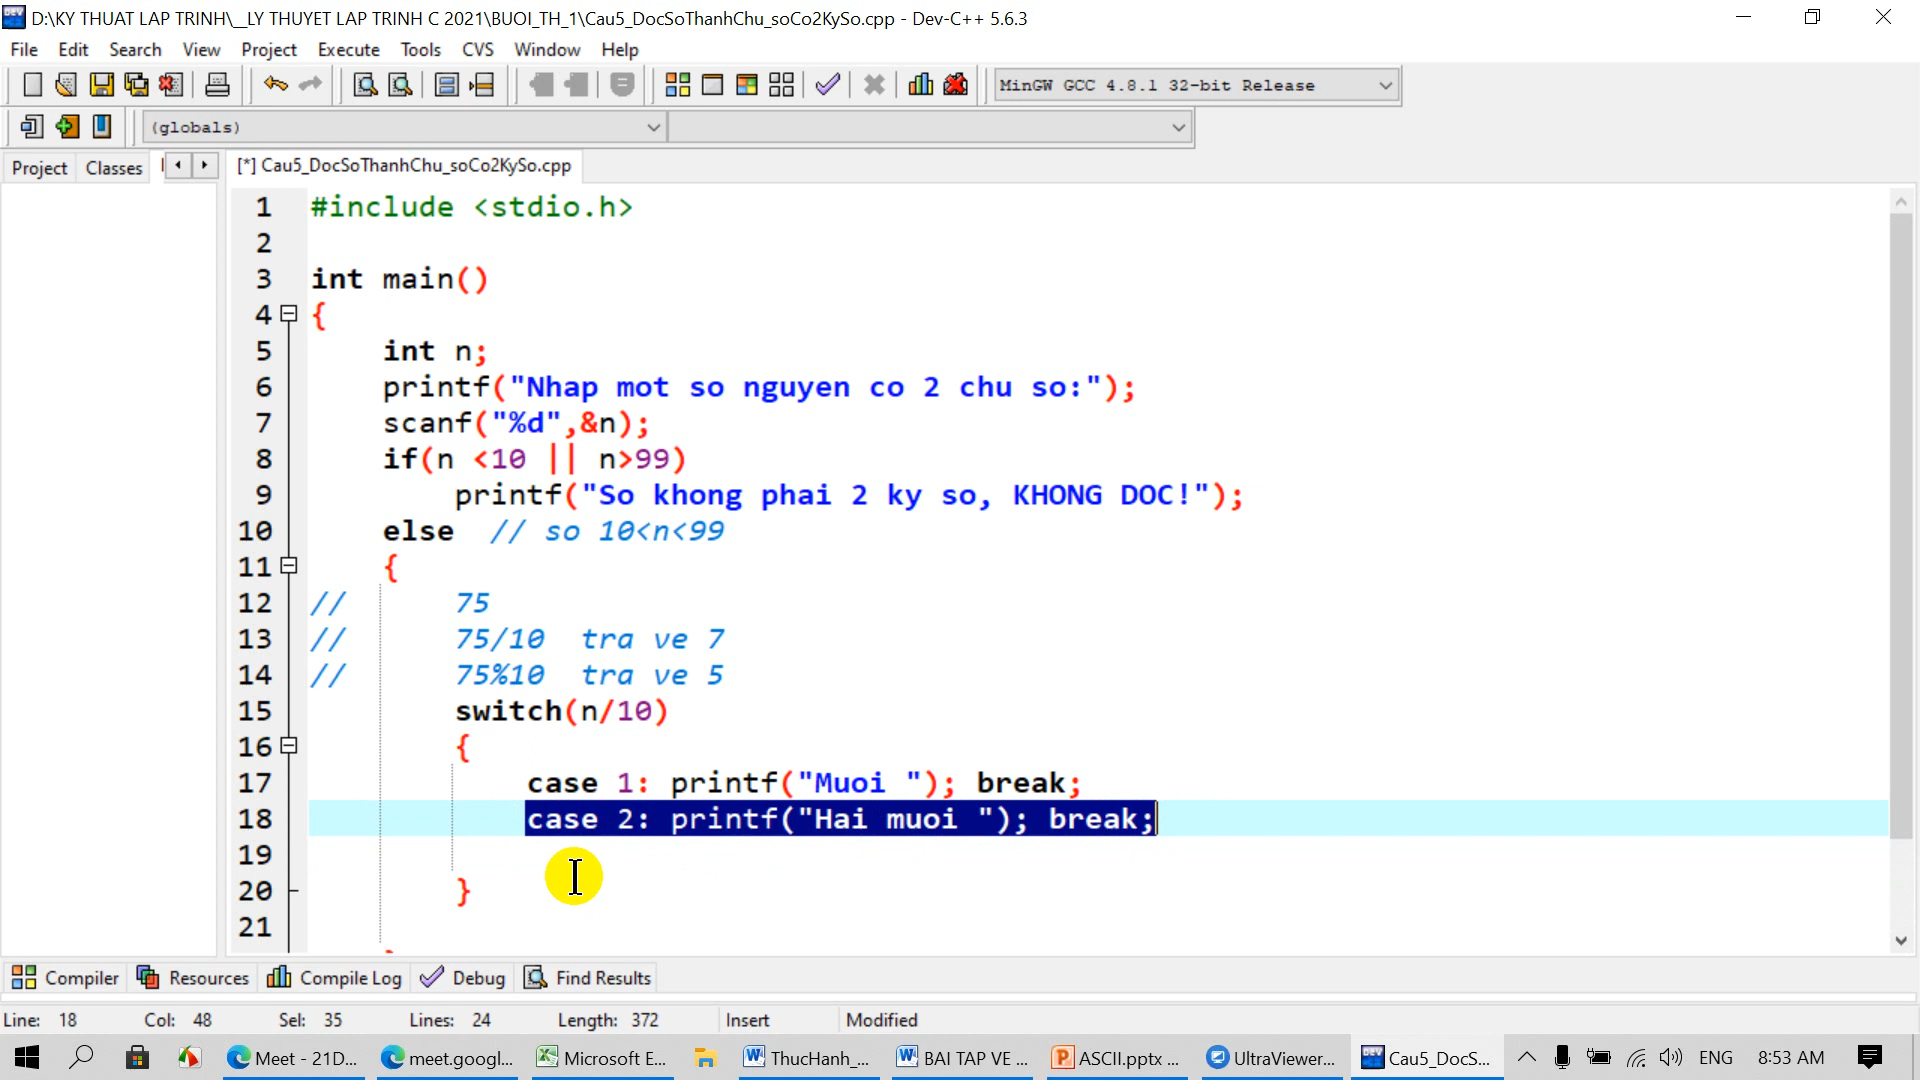 D:\KY THUAT LAP TRINH\__LY THUYET LAP TRINH C 2021\BUOI_TH_1\Cau5_DocSoThanhChu_soCo2KySo.cpp - Dev-C++ 5.6.3
File Edit Search View Project Execute Tools CVS Window Help
MinGW GCC 4.8.1 32-bit Release
(globals)
Project Classes [*] Cau5_DocSoThanhChu_soCo2KySo.cpp
1 #include <stdio.h>
2
3 int main()
4 {
5 int n;
6 printf("Nhap mot so nguyen co 2 chu so:");
7 scanf("%d",&n);
8 if(n <10 || n>99)
9 printf("So khong phai 2 ky so, KHONG DOC!");
10 else // so 10<n<99
11 {
12 // 75
13 // 75/10 tra ve 7
14 // 75%10 tra ve 5
15 switch(n/10)
16 {
17 case 1: printf("Muoi "); break;
18 case 2: printf("Hai muoi "); break;
19
20 }
21
Compiler Resources Compile Log Debug Find Results
Line: 18 Col: 48 Sel: 35 Lines: 24 Length: 372 Insert Modified
Meet - 21D... meet.googl... Microsoft E... ThucHanh_... BAI TAP VE ... ASCII.pptx ... UltraViewer... Cau5_DocS... ENG 8:53 AM